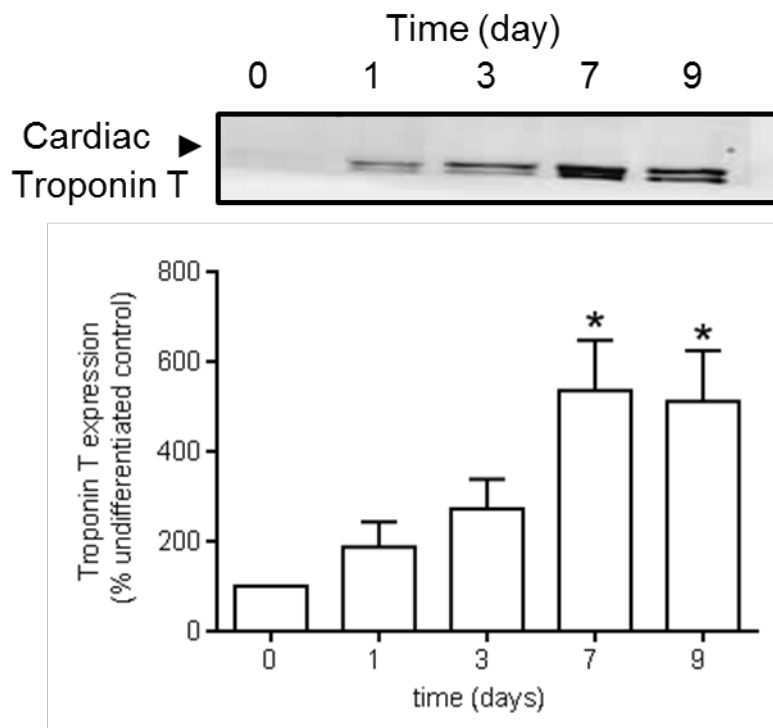 Time (day)
0 1 3 7 9
Cardiac
Troponin T
Troponin T expression
(% undifferentiated control)
800
600
400
200
0
* *
0 1 3 7 9
time (days)